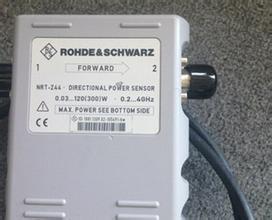 ROHDE&SCHWARZ
1 FORWARD 2
NRT-Z44 · DIRECTIONAL POWER SENSOR
0.03...120(300)W · 0.2...4GHz
MAX. POWER SEE BOTTOM SIDE